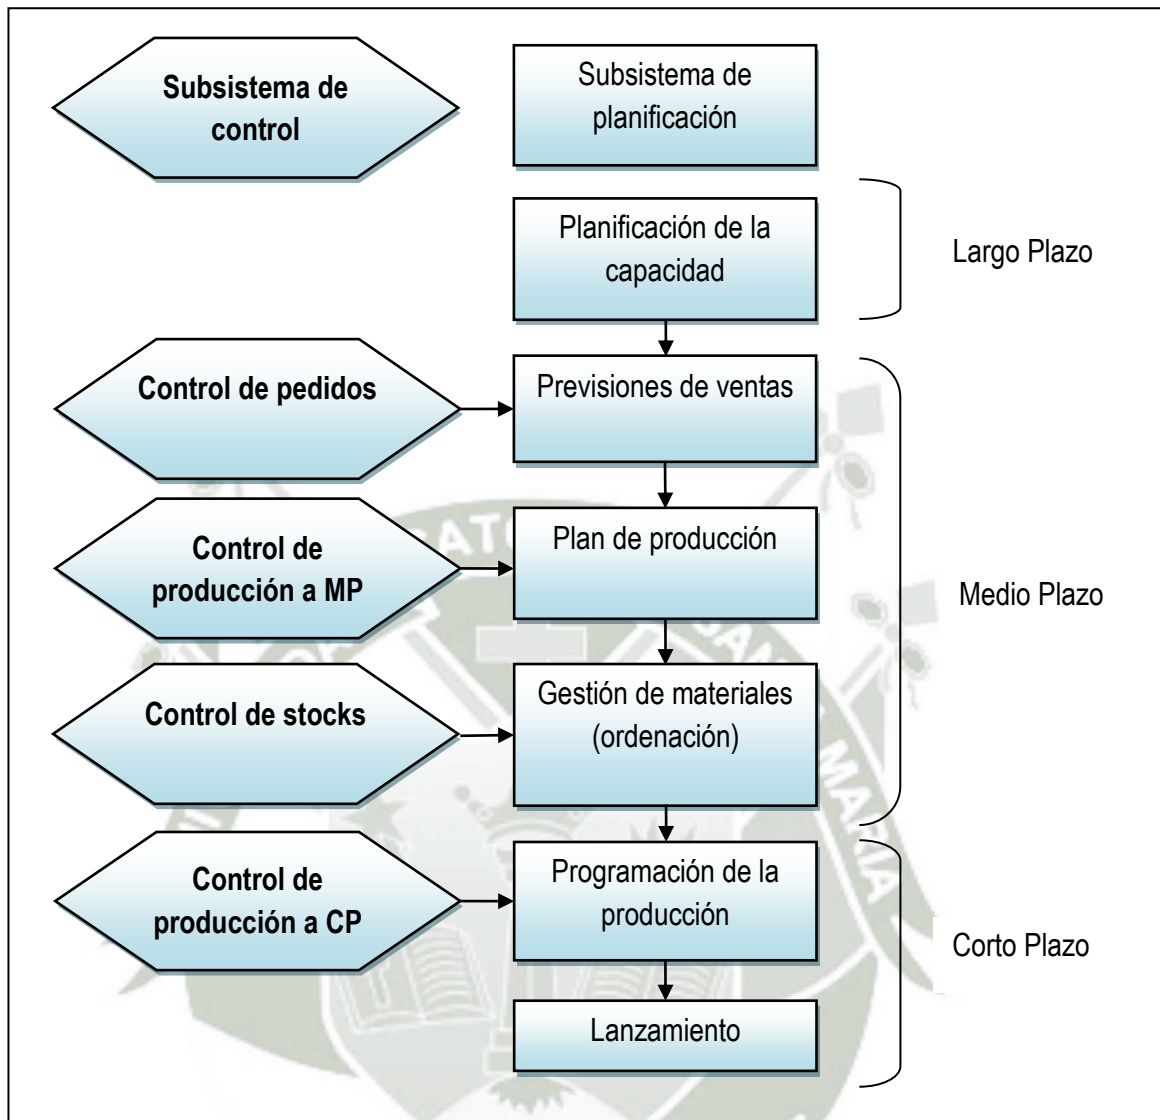 Subsistema de
control
Subsistema de
planificación
Planificación de la
capacidad
Largo Plazo
Control de pedidos
Previsiones de ventas
Control de
producción a MP
Plan de producción
Medio Plazo
Control de stocks
Gestión de materiales
(ordenación)
Control de
producción a CP
Programación de la
producción
Corto Plazo
Lanzamiento
MARIA